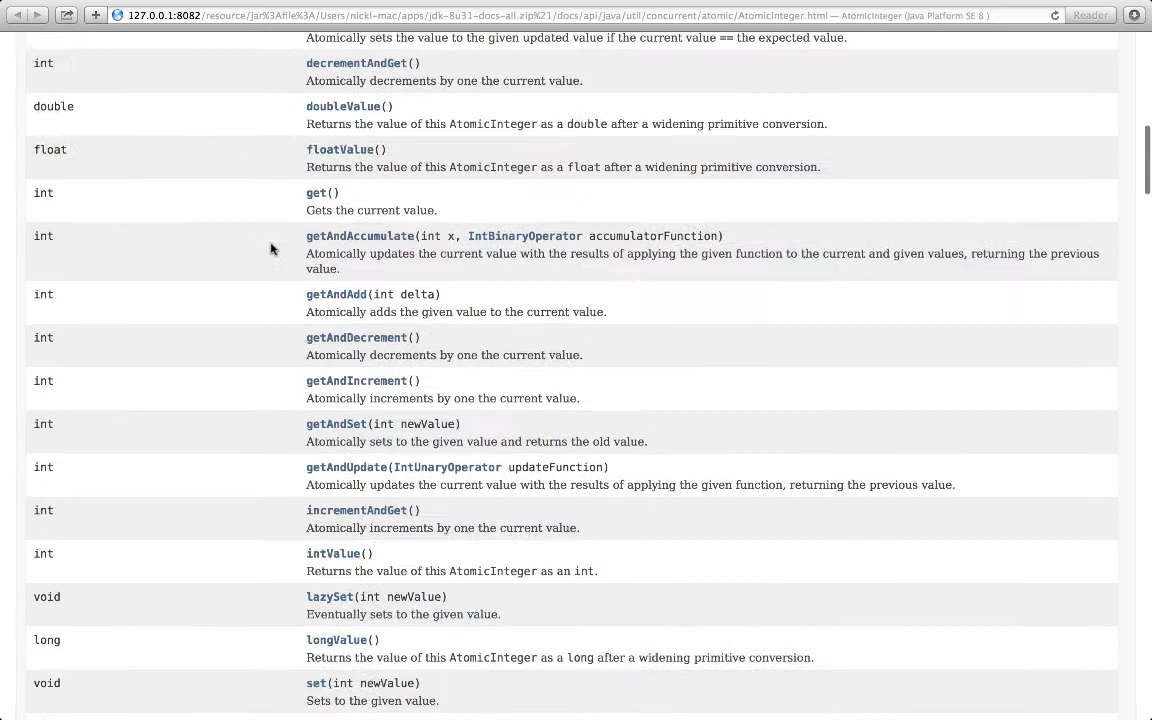 127.0.0.1:8082/resource/jar%3Afile%3A/Users/nickl-mac/apps/jdk-8u31-docs-all.zip%21/docs/api/java/util/concurrent/atomic/AtomicInteger.html — AtomicInteger (Java Platform SE 8 )
Reader
Atomically sets the value to the given updated value if the current value == the expected value.
int decrementAndGet()
Atomically decrements by one the current value.
double doubleValue()
Returns the value of this AtomicInteger as a double after a widening primitive conversion.
float floatValue()
Returns the value of this AtomicInteger as a float after a widening primitive conversion.
int get()
Gets the current value.
int getAndAccumulate(int x, IntBinaryOperator accumulatorFunction)
Atomically updates the current value with the results of applying the given function to the current and given values, returning the previous
value.
int getAndAdd(int delta)
Atomically adds the given value to the current value.
int getAndDecrement()
Atomically decrements by one the current value.
int getAndIncrement()
Atomically increments by one the current value.
int getAndSet(int newValue)
Atomically sets to the given value and returns the old value.
int getAndUpdate(IntUnaryOperator updateFunction)
Atomically updates the current value with the results of applying the given function, returning the previous value.
int incrementAndGet()
Atomically increments by one the current value.
int intValue()
Returns the value of this AtomicInteger as an int.
void lazySet(int newValue)
Eventually sets to the given value.
long longValue()
Returns the value of this AtomicInteger as a long after a widening primitive conversion.
void set(int newValue)
Sets to the given value.